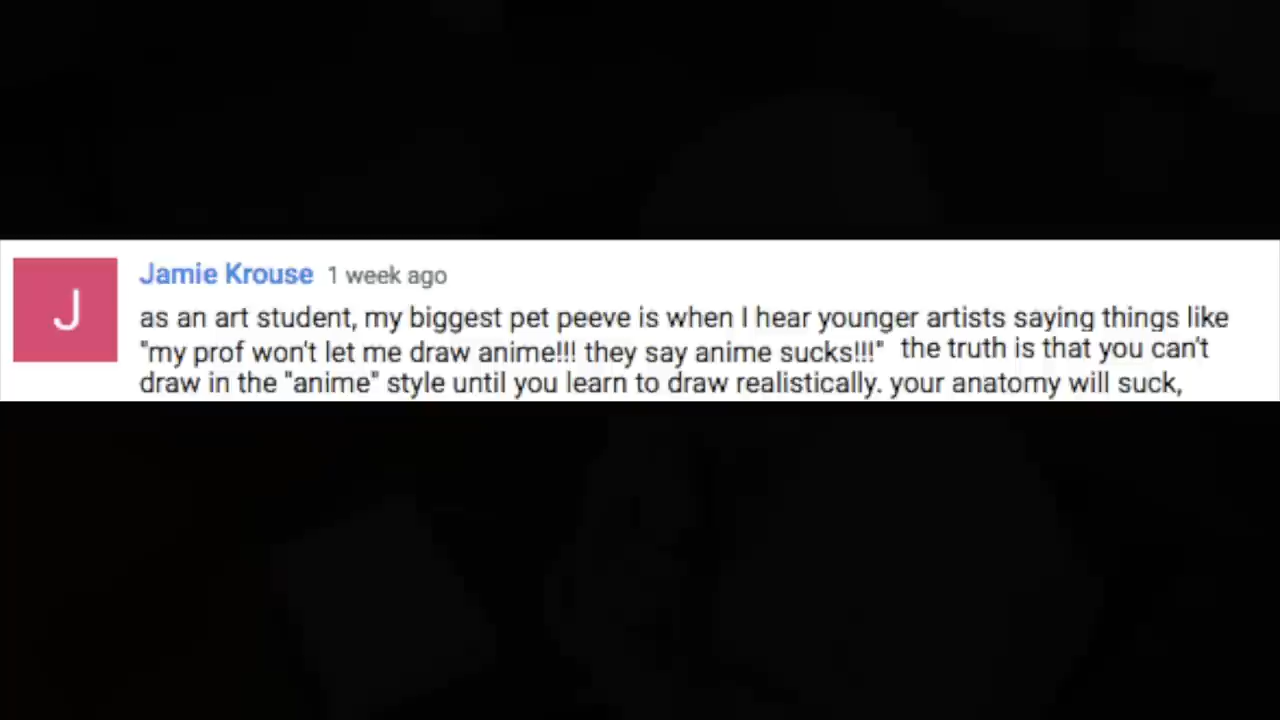 J
Jamie Krouse 1 week ago
as an art student, my biggest pet peeve is when I hear younger artists saying things like
"my prof won't let me draw anime!!! they say anime sucks!!!" the truth is that you can't
draw in the "anime" style until you learn to draw realistically. your anatomy will suck,